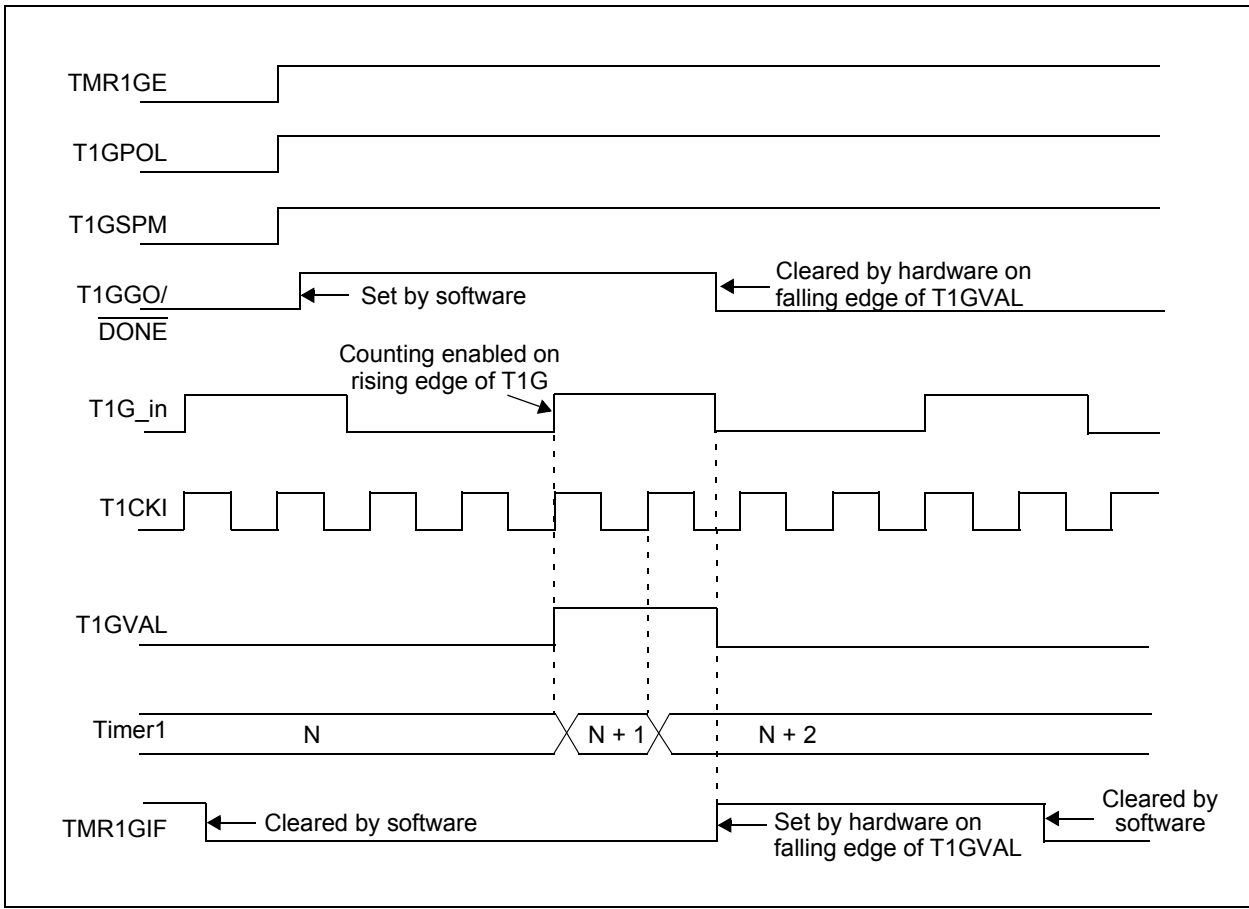 TMR1GE
T1GPOL
T1GSPM
T1GGO/
DONE
Set by software
Cleared by hardware on
falling edge of T1GVAL
Counting enabled on
rising edge of T1G
T1G_in
T1CKI
T1GVAL
Timer1
N
N + 1
N + 2
TMR1GIF
Cleared by software
Set by hardware on
falling edge of T1GVAL
Cleared by
software